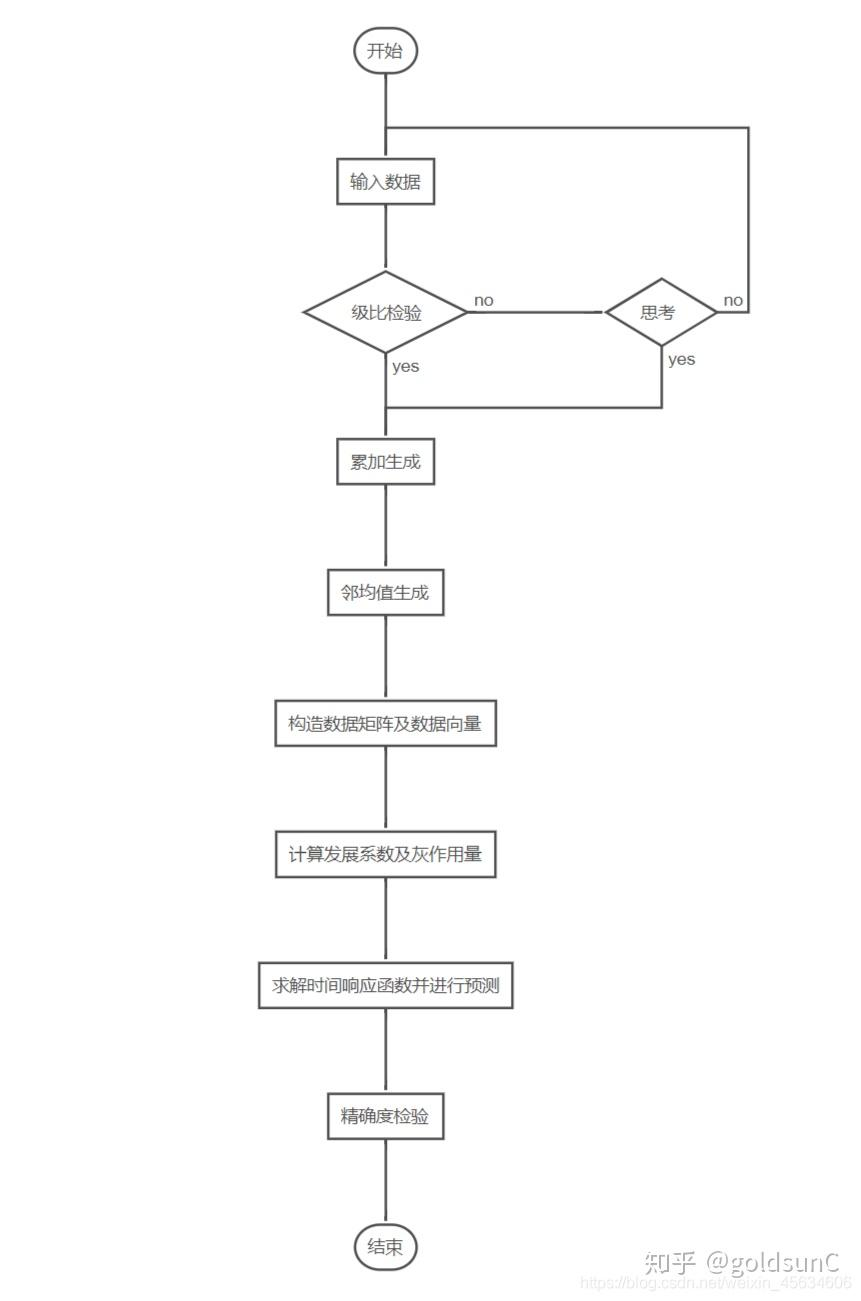 开始
输入数据
级比检验
no
思考
no
yes
yes
累加生成
邻均值生成
构造数据矩阵及数据向量
计算发展系数及灰作用量
求解时间响应函数并进行预测
精确度检验
结束
知乎 @goldsunC
https://blog.csdn.net/weixin_45634606